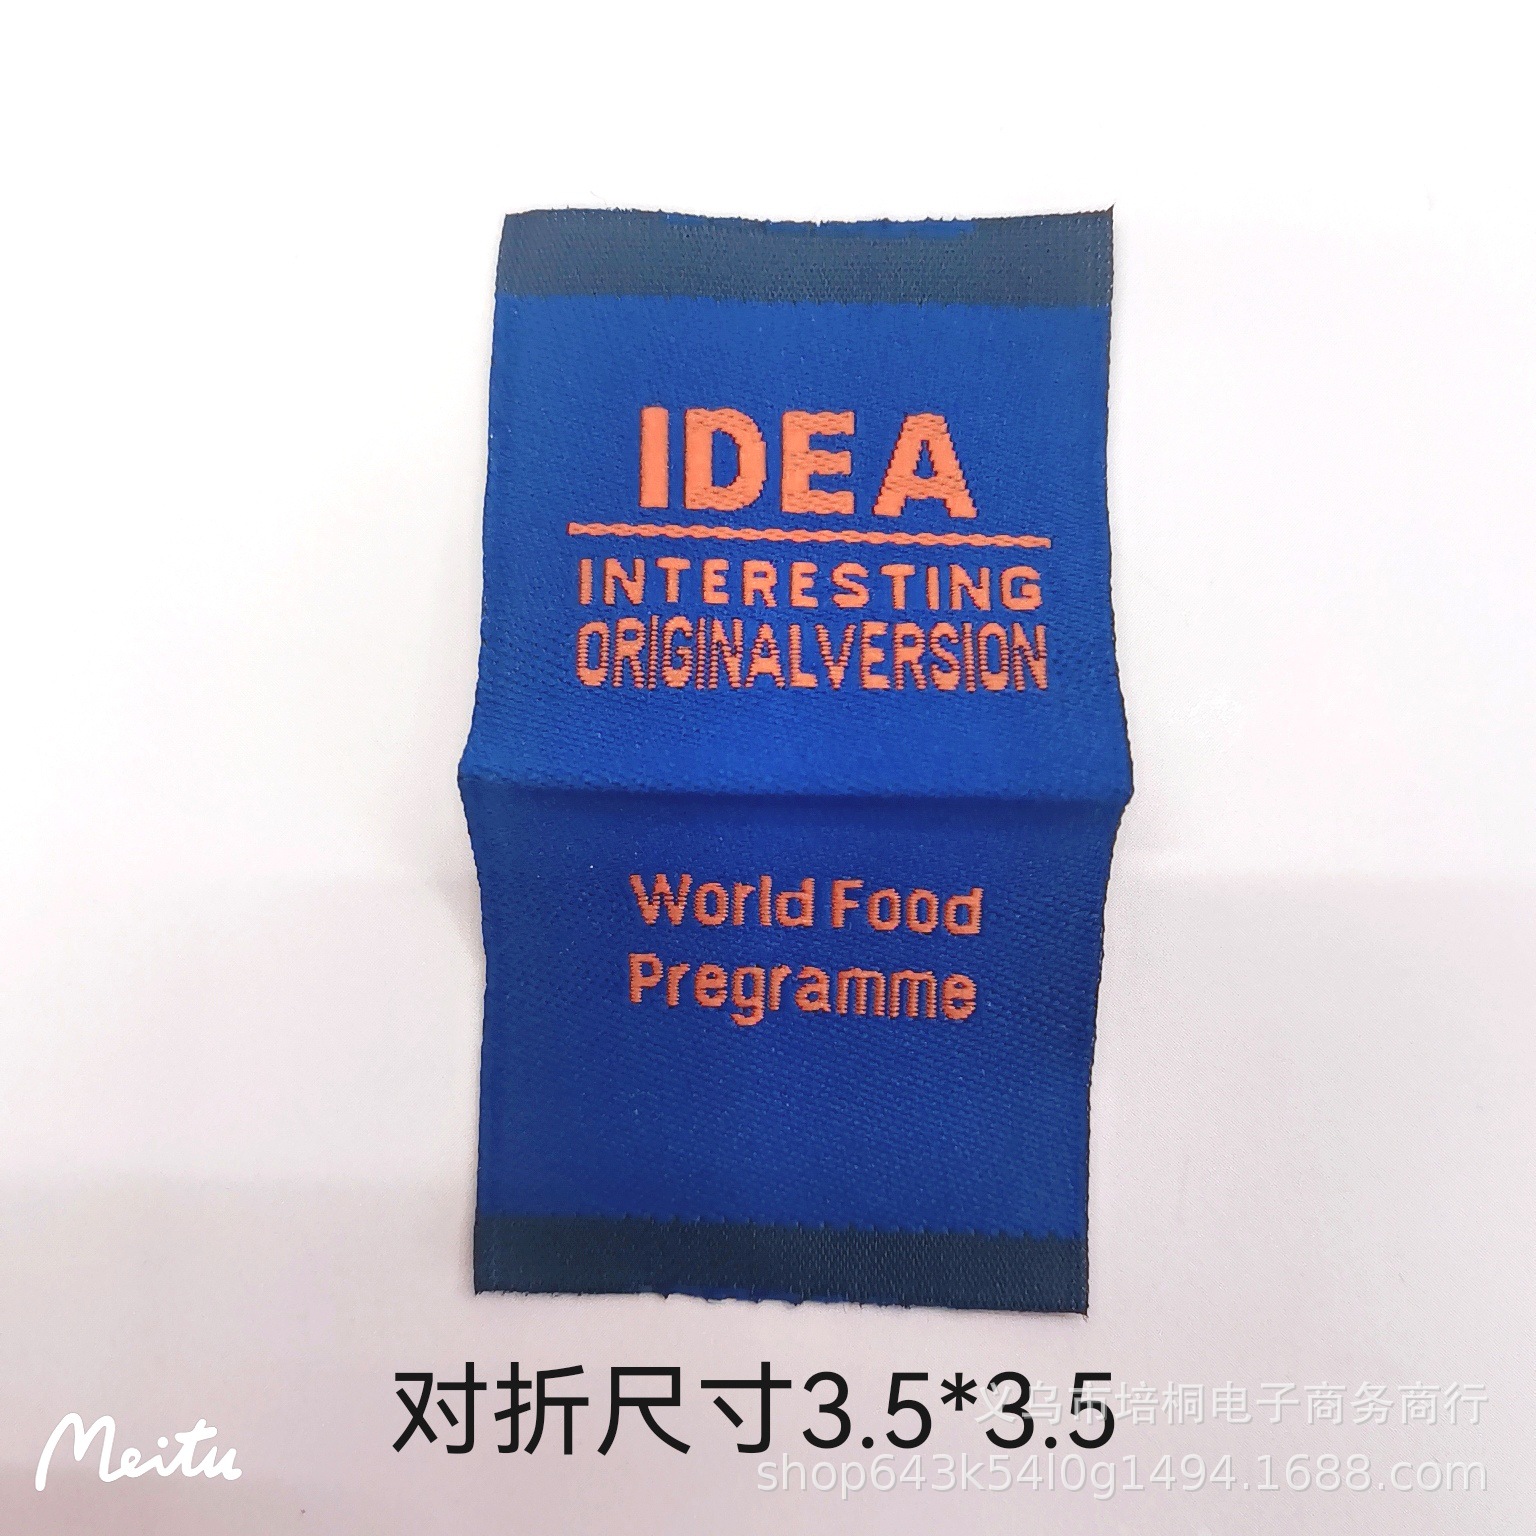 IDEA
INTERESTING
ORIGINALVERSION
World Food
Pregramme
对折尺寸3.5*3.5
义乌市培桐电子商务商行
shop643k54l0g1494.1688.com
Meitu